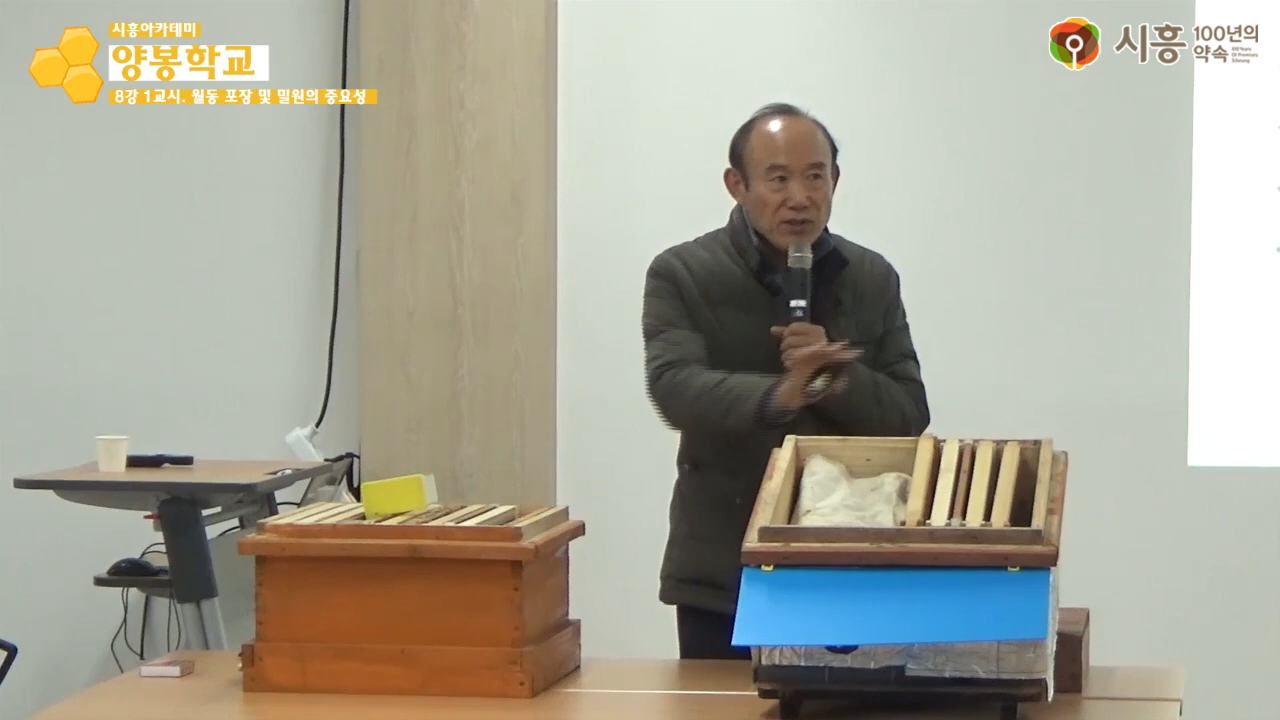 시흥아카데미
양봉학교
8강 1교시. 월동 포장 및 밀원의 중요성
시흥 100년의 약속